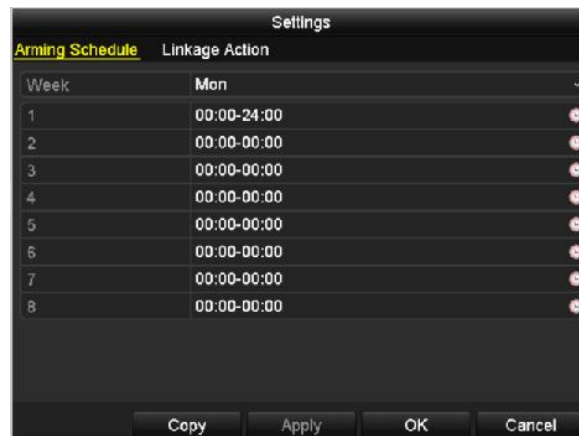 Settings
Arming Schedule Linkage Action
Week Mon
1 00:00-24:00
2 00:00-00:00
3 00:00-00:00
4 00:00-00:00
5 00:00-00:00
6 00:00-00:00
7 00:00-00:00
8 00:00-00:00
Copy Apply OK Cancel